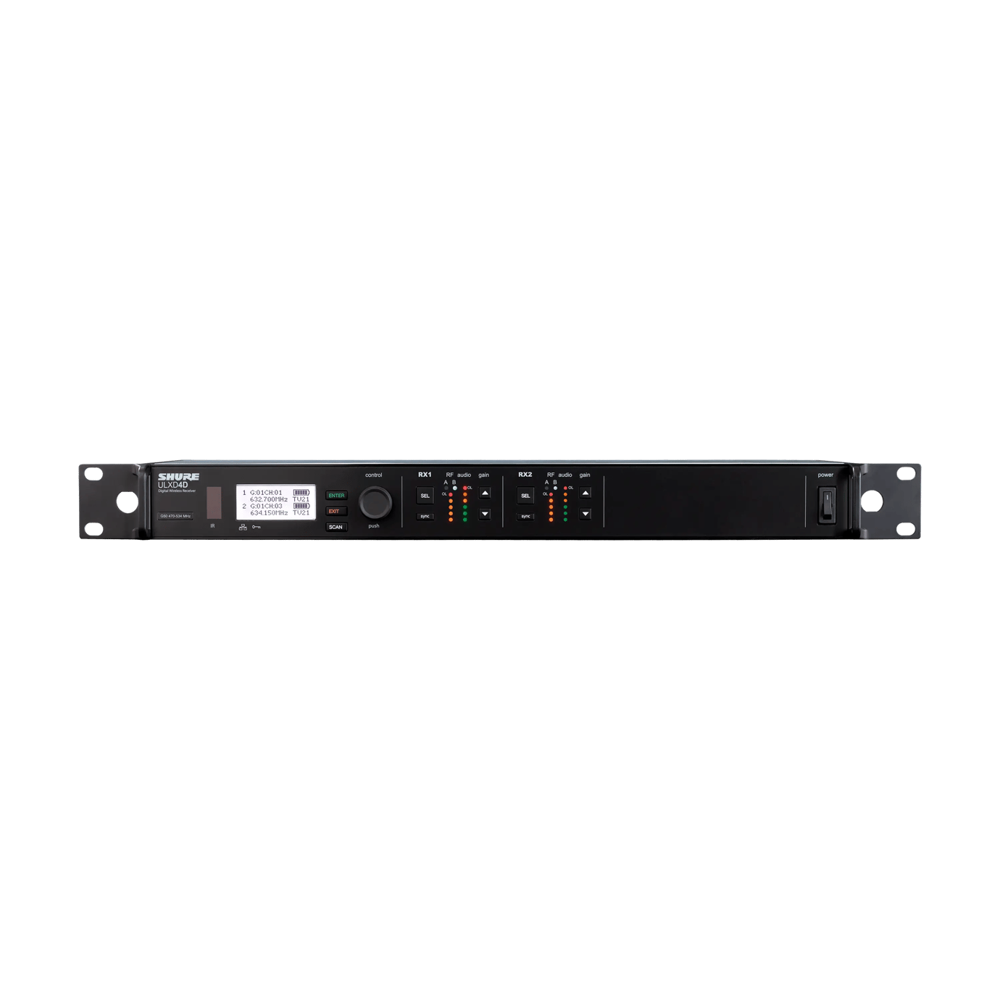 SHURE
ULXD4D
Digital Wireless Receiver
G50 470-534 MHz
IR
1 G:01CH:01
632.700MHz TV21
2 G:01CH:03
634.150MHz TV21
ENTER
EXIT
SCAN
control
push
RX1 RF audio gain
A B
OL
OL
SEL
sync
RX2 RF audio gain
A B
OL
OL
SEL
sync
power